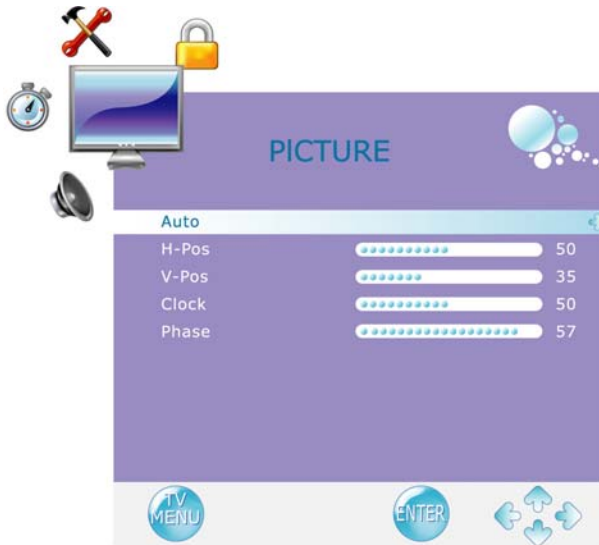 PICTURE
Auto
H-Pos 50
V-Pos 35
Clock 50
Phase 57
TV
MENU
ENTER